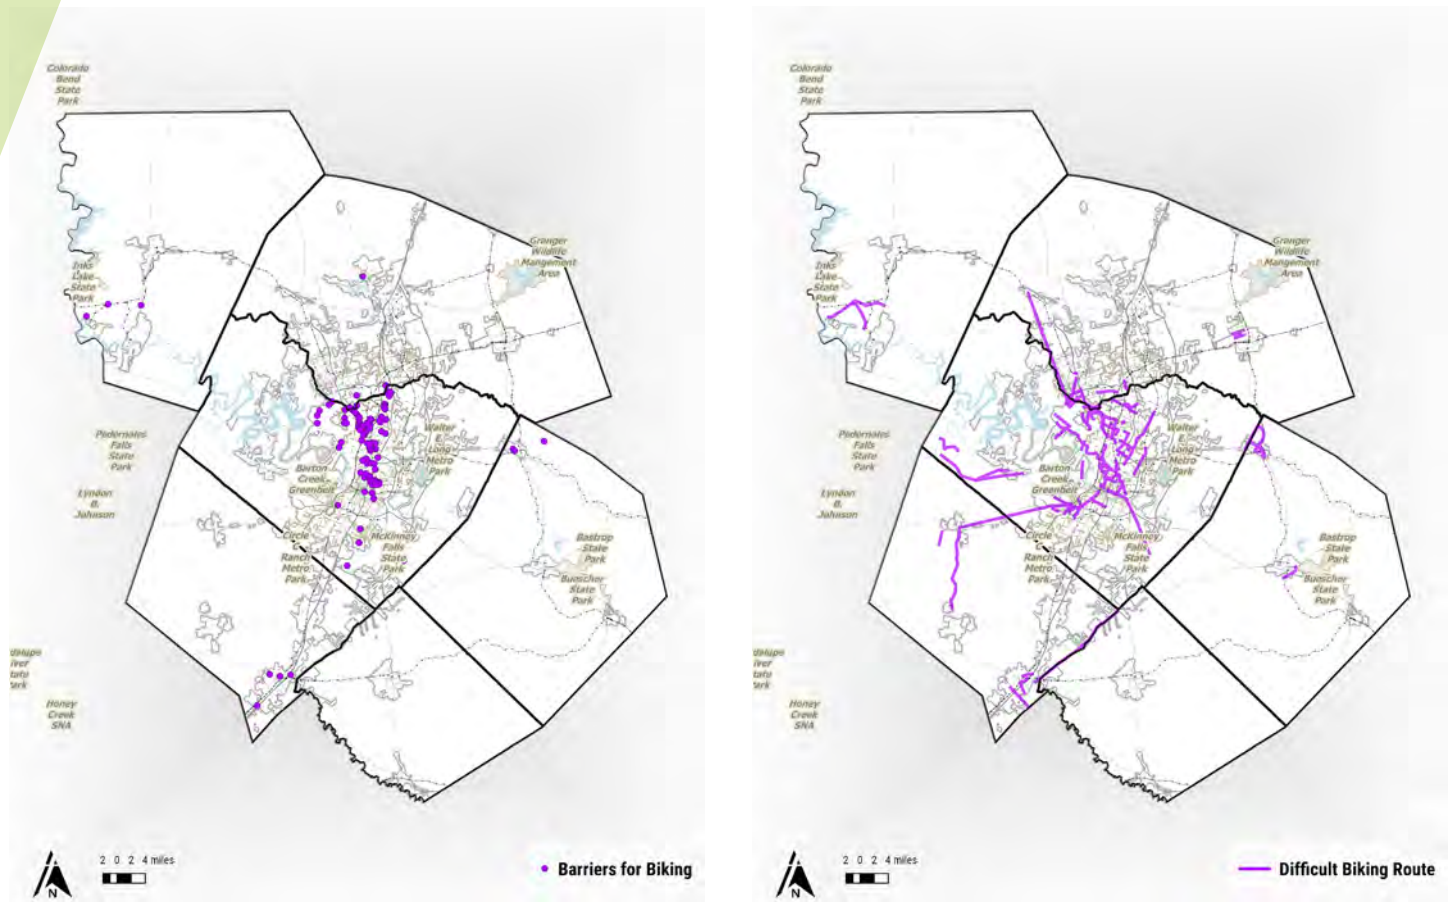 Colorado
Bend
State
Park
Granger
Wildlife
Mangement
Area
Inks
Lake
State
Park
Pedernales
Falls
State
Park
Walter
E.
Long
Metro
Park
Barton
Creek
Greenbelt
Lyndon
B.
Johnson
Circle
C
Ranch
Metro
Park
McKinney
Falls
State
Park
Bastrop
State
Park
Buescher
State
Park
Honey
Creek
SNA
2 0 2 4 miles
N
Barriers for Biking
Colorado
Bend
State
Park
Granger
Wildlife
Mangement
Area
Inks
Lake
State
Park
Pedernales
Falls
State
Park
Walter
E.
Long
Metro
Park
Barton
Creek
Greenbelt
Lyndon
B.
Johnson
Circle
C
Ranch
Metro
Park
McKinney
Falls
State
Park
Bastrop
State
Park
Buescher
State
Park
Honey
Creek
SNA
2 0 2 4 miles
N
Difficult Biking Route